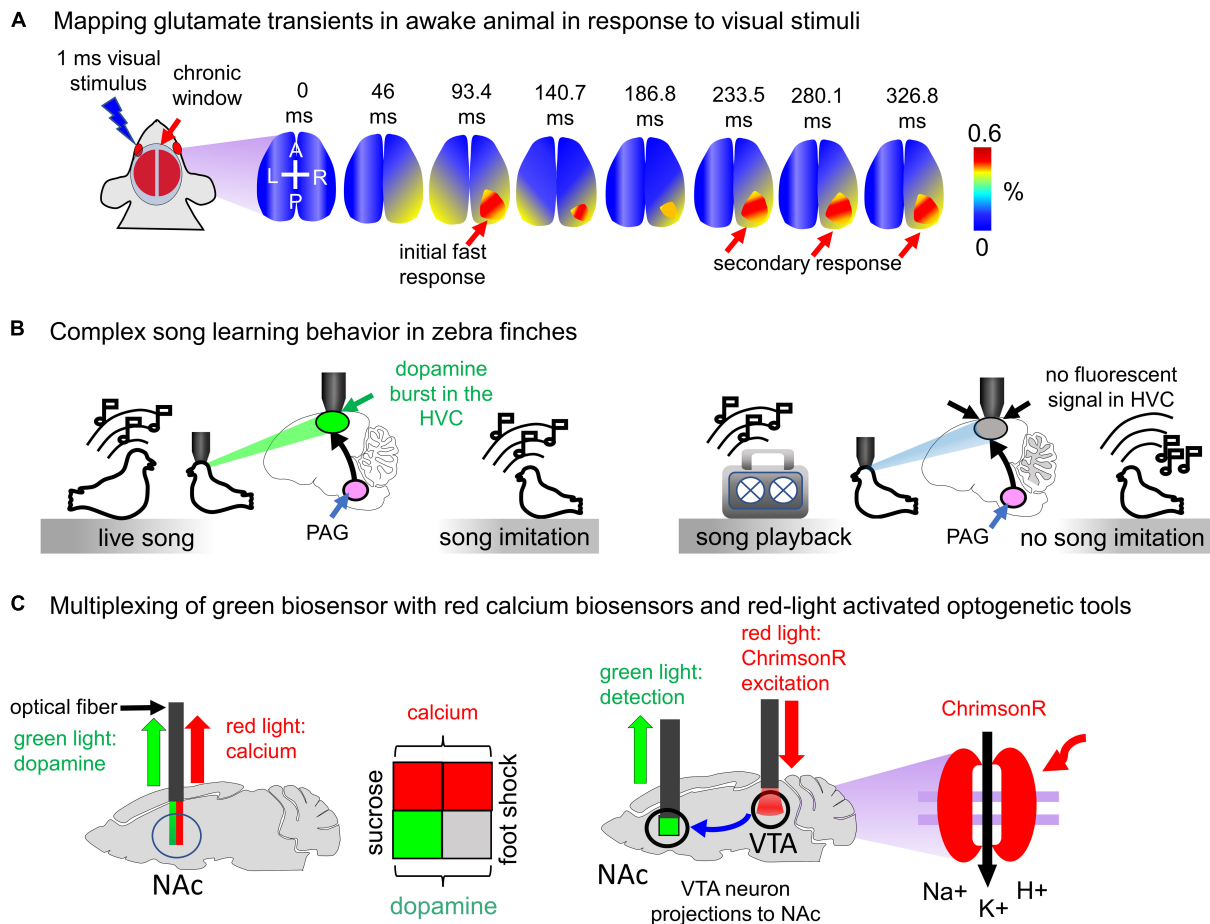 A Mapping glutamate transients in awake animal in response to visual stimuli
1 ms visual
stimulus
chronic
window
0
ms
46
ms
93.4
ms
140.7
ms
186.8
ms
233.5
ms
280.1
ms
326.8
ms
A
L R
P
0.6
%
0
initial fast
response
secondary response
B Complex song learning behavior in zebra finches
dopamine
burst in the
HVC
PAG
live song
song imitation
no fluorescent
signal in HVC
PAG
song playback
no song imitation
C Multiplexing of green biosensor with red calcium biosensors and red-light activated optogenetic tools
optical fiber
green light:
dopamine
red light:
calcium
NAc
calcium
sucrose
foot shock
dopamine
green light:
detection
red light:
ChrimsonR
excitation
NAc
VTA
VTA neuron
projections to NAc
ChrimsonR
Na+
K+
H+